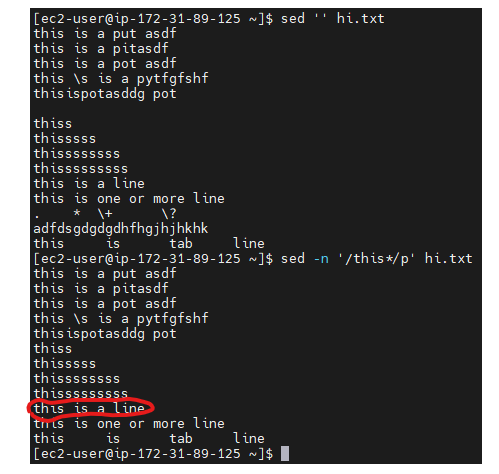 [ec2-user@ip-172-31-89-125 ~]$ sed '' hi.txt
this is a put asdf
this is a pitasdf
this is a pot asdf
this \s is a pytfgfshf
thisispotasddg pot

thiss
thisssss
thissssssss
thisssssssss
this is a line
this is one or more line
.    *  \+      \?
adfdsgdgdgdhfhgjhjhkhk
this     is      tab     line
[ec2-user@ip-172-31-89-125 ~]$ sed -n '/this*/p' hi.txt
this is a put asdf
this is a pitasdf
this is a pot asdf
this \s is a pytfgfshf
thisispotasddg pot
thiss
thisssss
thissssssss
thisssssssss
this is a line
this is one or more line
this     is      tab     line
[ec2-user@ip-172-31-89-125 ~]$